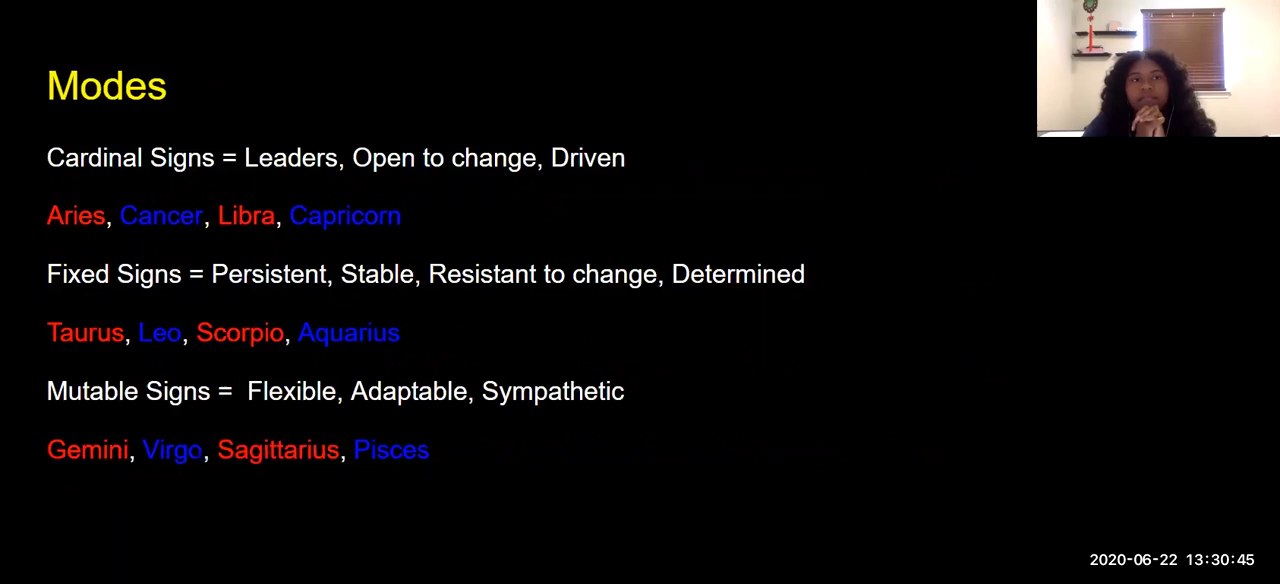 Modes
Cardinal Signs = Leaders, Open to change, Driven
Aries, Cancer, Libra, Capricorn
Fixed Signs = Persistent, Stable, Resistant to change, Determined
Taurus, Leo, Scorpio, Aquarius
Mutable Signs = Flexible, Adaptable, Sympathetic
Gemini, Virgo, Sagittarius, Pisces
2020-06-22 13:30:45